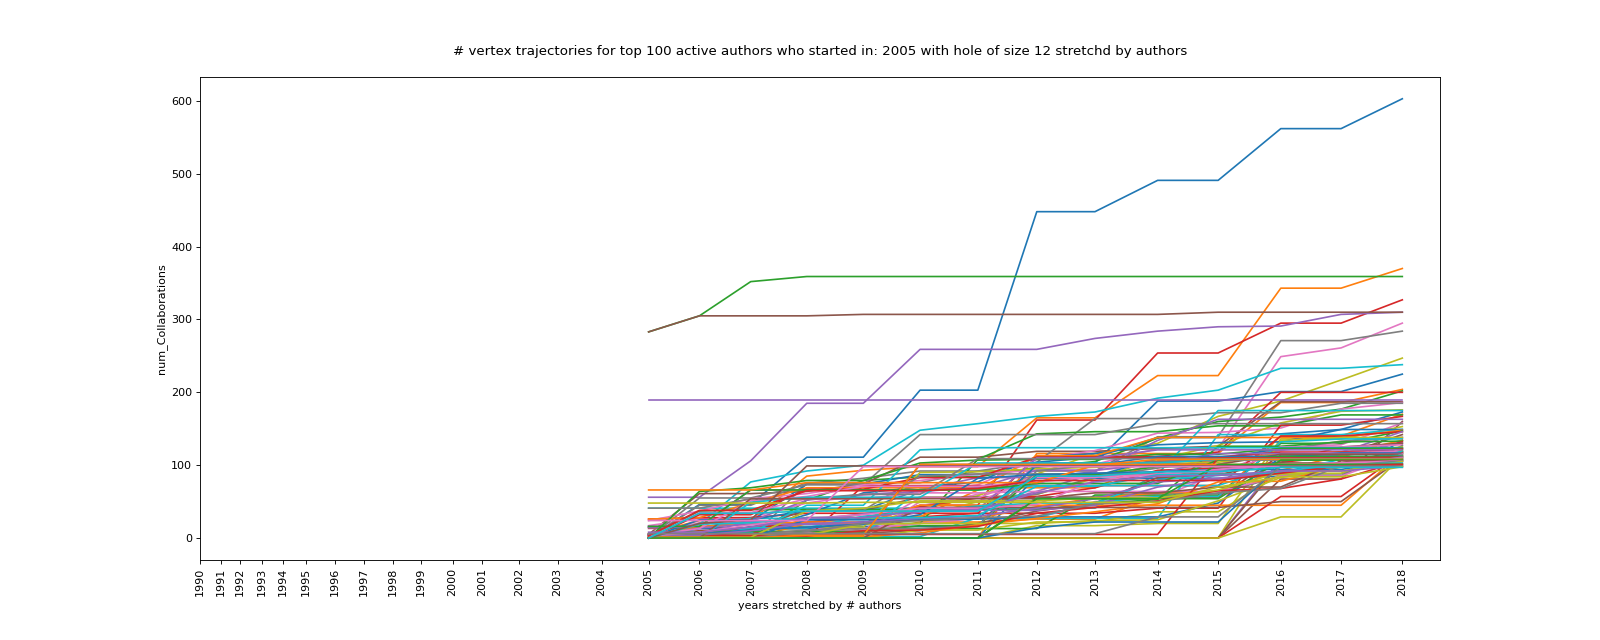 # vertex trajectories for top 100 active authors who started in: 2005 with hole of size 12 stretchd by authors
num_Collaborations
600
500
400
300
200
100
0
1990 1991 1992 1993 1994 1995 1996 1997 1998 1999 2000 2001 2002 2003 2004 2005 2006 2007 2008 2009 2010 2011 2012 2013 2014 2015 2016 2017 2018
years stretched by # authors